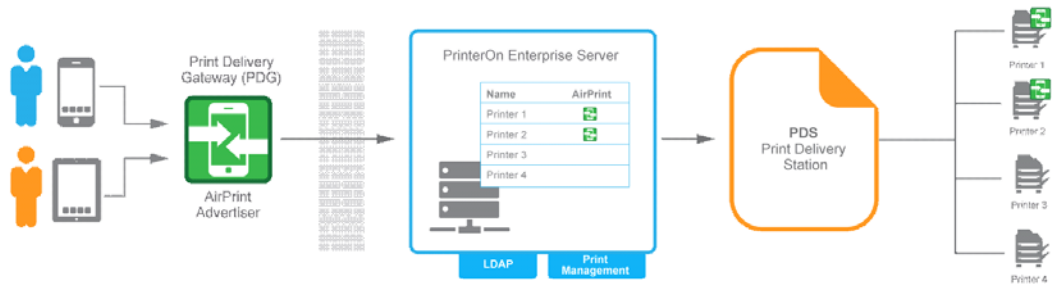 Print Delivery
Gateway (PDG)
AirPrint
Advertiser
PrinterOn Enterprise Server
Name AirPrint
Printer 1
Printer 2
Printer 3
Printer 4
LDAP
Print
Management
PDS
Print Delivery
Station
Printer 1
Printer 2
Printer 3
Printer 4